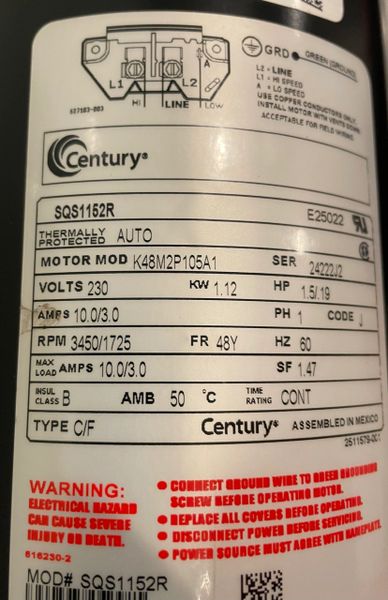 GRD GREEN (GROUND)
L1 L2
A
HI LINE LOW
627103-003
L2 - LINE
L1 = HI SPEED
A = LO SPEED
USE COPPER CONDUCTORS ONLY.
INSTALL MOTOR WITH VENTS DOWN.
ACCEPTABLE FOR FIELD WIRING.
Century®
SQS1152R E25022
THERMALLY PROTECTED AUTO
MOTOR MOD K48M2P105A1 SER 24222J2
VOLTS 230 KW 1.12 HP 1.5/.19
AMPS 10.0/3.0 PH 1 CODE J
RPM 3450/1725 FR 48Y HZ 60
MAX LOAD AMPS 10.0/3.0 SF 1.47
INSUL CLASS B AMB 50 °C TIME RATING CONT
TYPE C/F Century® ASSEMBLED IN MEXICO
2511579-001
WARNING:
ELECTRICAL HAZARD
CAN CAUSE SEVERE
INJURY OR DEATH.
616230-2
• CONNECT GROUND WIRE TO GREEN GROUNDING
SCREW BEFORE OPERATING MOTOR.
• REPLACE ALL COVERS BEFORE OPERATING.
• DISCONNECT POWER BEFORE SERVICING.
• POWER SOURCE MUST AGREE WITH NAMEPLATE.
MOD# SQS1152R